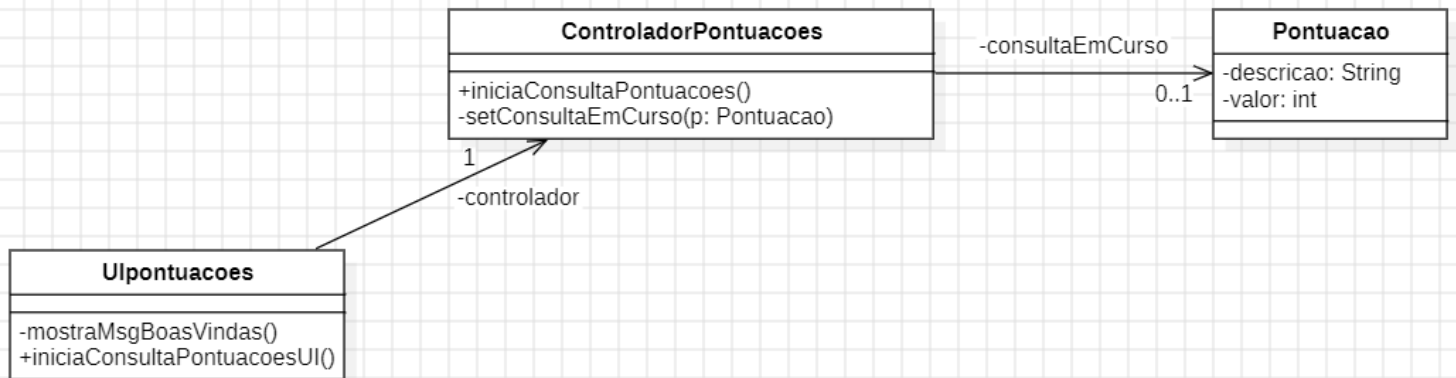 ControladorPontuacoes
+iniciaConsultaPontuacoes()
-setConsultaEmCurso(p: Pontuacao)
-consultaEmCurso
0..1
Pontuacao
-descricao: String
-valor: int
1
-controlador
UIpontuacoes
-mostraMsgBoasVindas()
+iniciaConsultaPontuacoesUI()